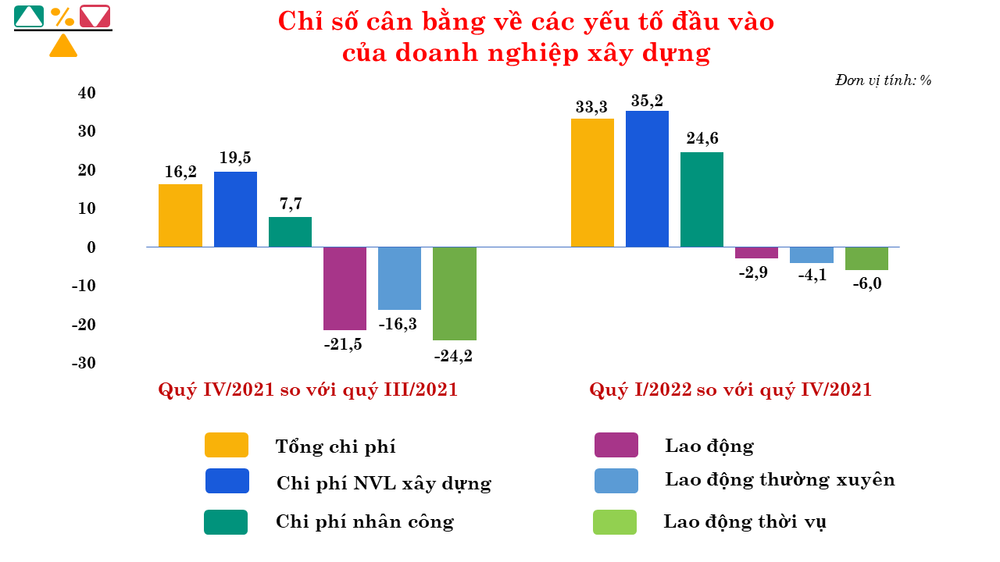 %
Chỉ số cân bằng về các yếu tố đầu vào
của doanh nghiệp xây dựng
Đơn vị tính: %
40
30
20
10
0
-10
-20
-30
16,2
19,5
7,7
-21,5
-16,3
-24,2
33,3
35,2
24,6
-2,9
-4,1
-6,0
Quý IV/2021 so với quý III/2021
Quý I/2022 so với quý IV/2021
Tổng chi phí
Chi phí NVL xây dựng
Chi phí nhân công
Lao động
Lao động thường xuyên
Lao động thời vụ